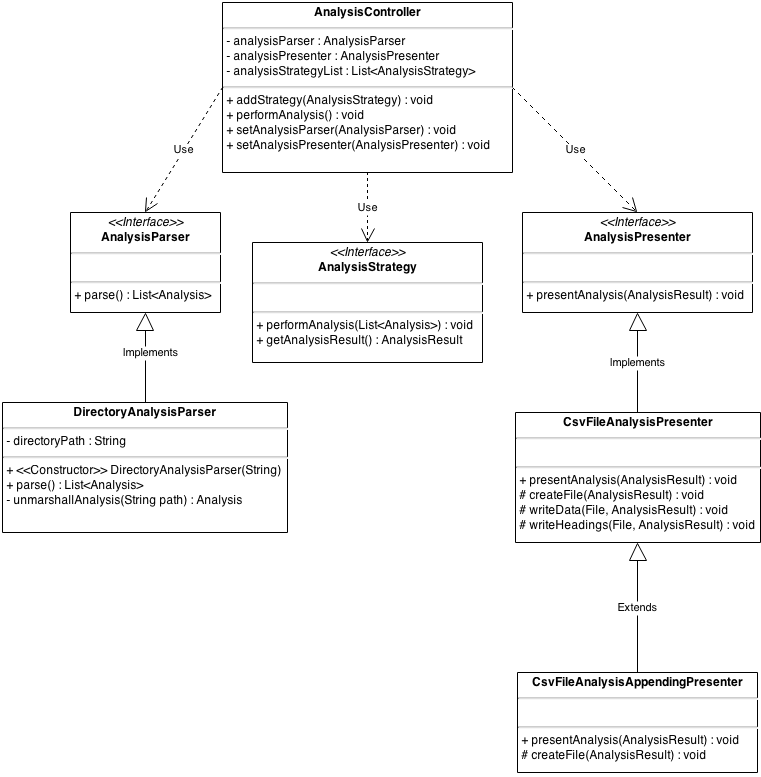 AnalysisController
- analysisParser : AnalysisParser
- analysisPresenter : AnalysisPresenter
- analysisStrategyList : List<AnalysisStrategy>
+ addStrategy(AnalysisStrategy) : void
+ performAnalysis() : void
+ setAnalysisParser(AnalysisParser) : void
+ setAnalysisPresenter(AnalysisPresenter) : void
Use
Use
Use
<<Interface>>
AnalysisParser
+ parse() : List<Analysis>
<<Interface>>
AnalysisStrategy
+ performAnalysis(List<Analysis>) : void
+ getAnalysisResult() : AnalysisResult
<<Interface>>
AnalysisPresenter
+ presentAnalysis(AnalysisResult) : void
Implements
Implements
DirectoryAnalysisParser
- directoryPath : String
+ <<Constructor>> DirectoryAnalysisParser(String)
+ parse() : List<Analysis>
- unmarshallAnalysis(String path) : Analysis
CsvFileAnalysisPresenter
+ presentAnalysis(AnalysisResult) : void
# createFile(AnalysisResult) : void
# writeData(File, AnalysisResult) : void
# writeHeadings(File, AnalysisResult) : void
Extends
CsvFileAnalysisAppendingPresenter
+ presentAnalysis(AnalysisResult) : void
# createFile(AnalysisResult) : void